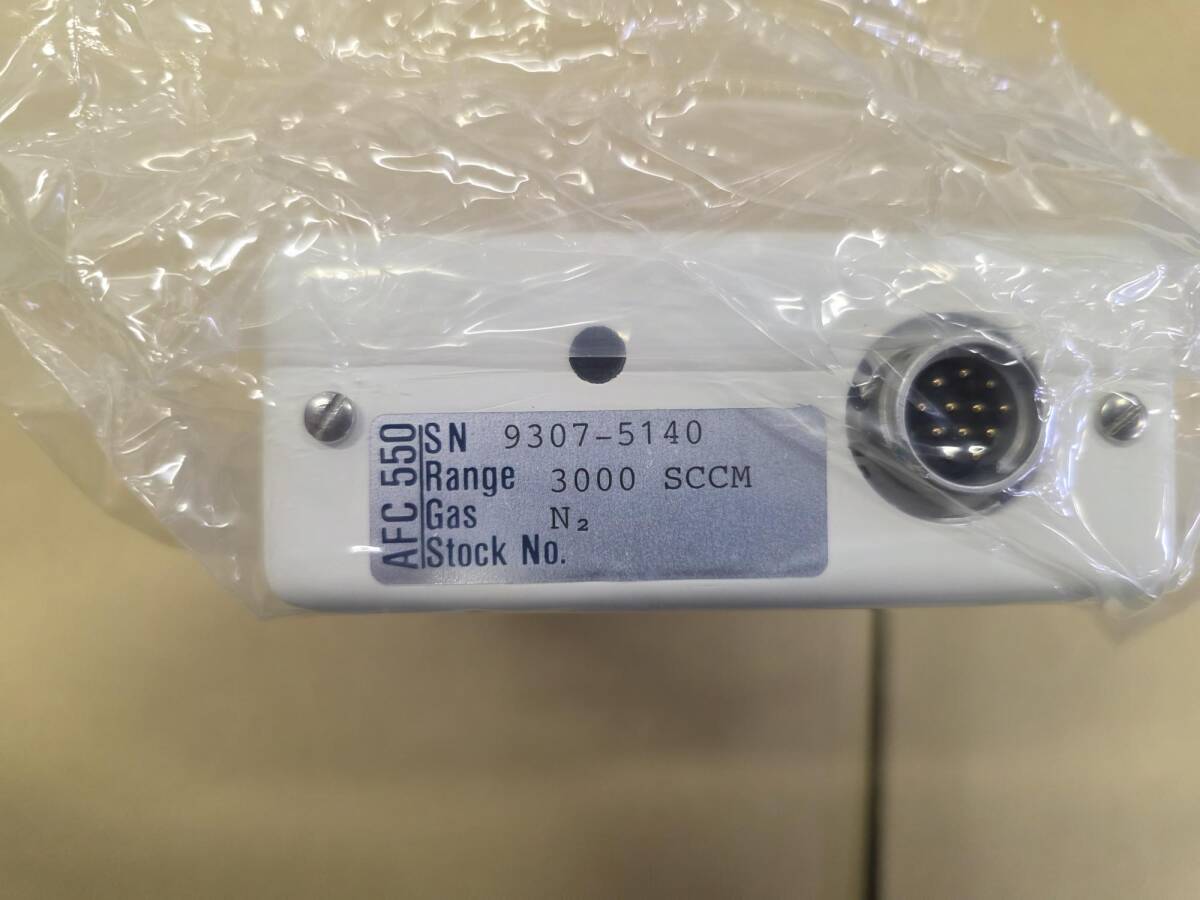 AFC 550
SN 9307-5140
Range 3000 SCCM
Gas N₂
Stock No.